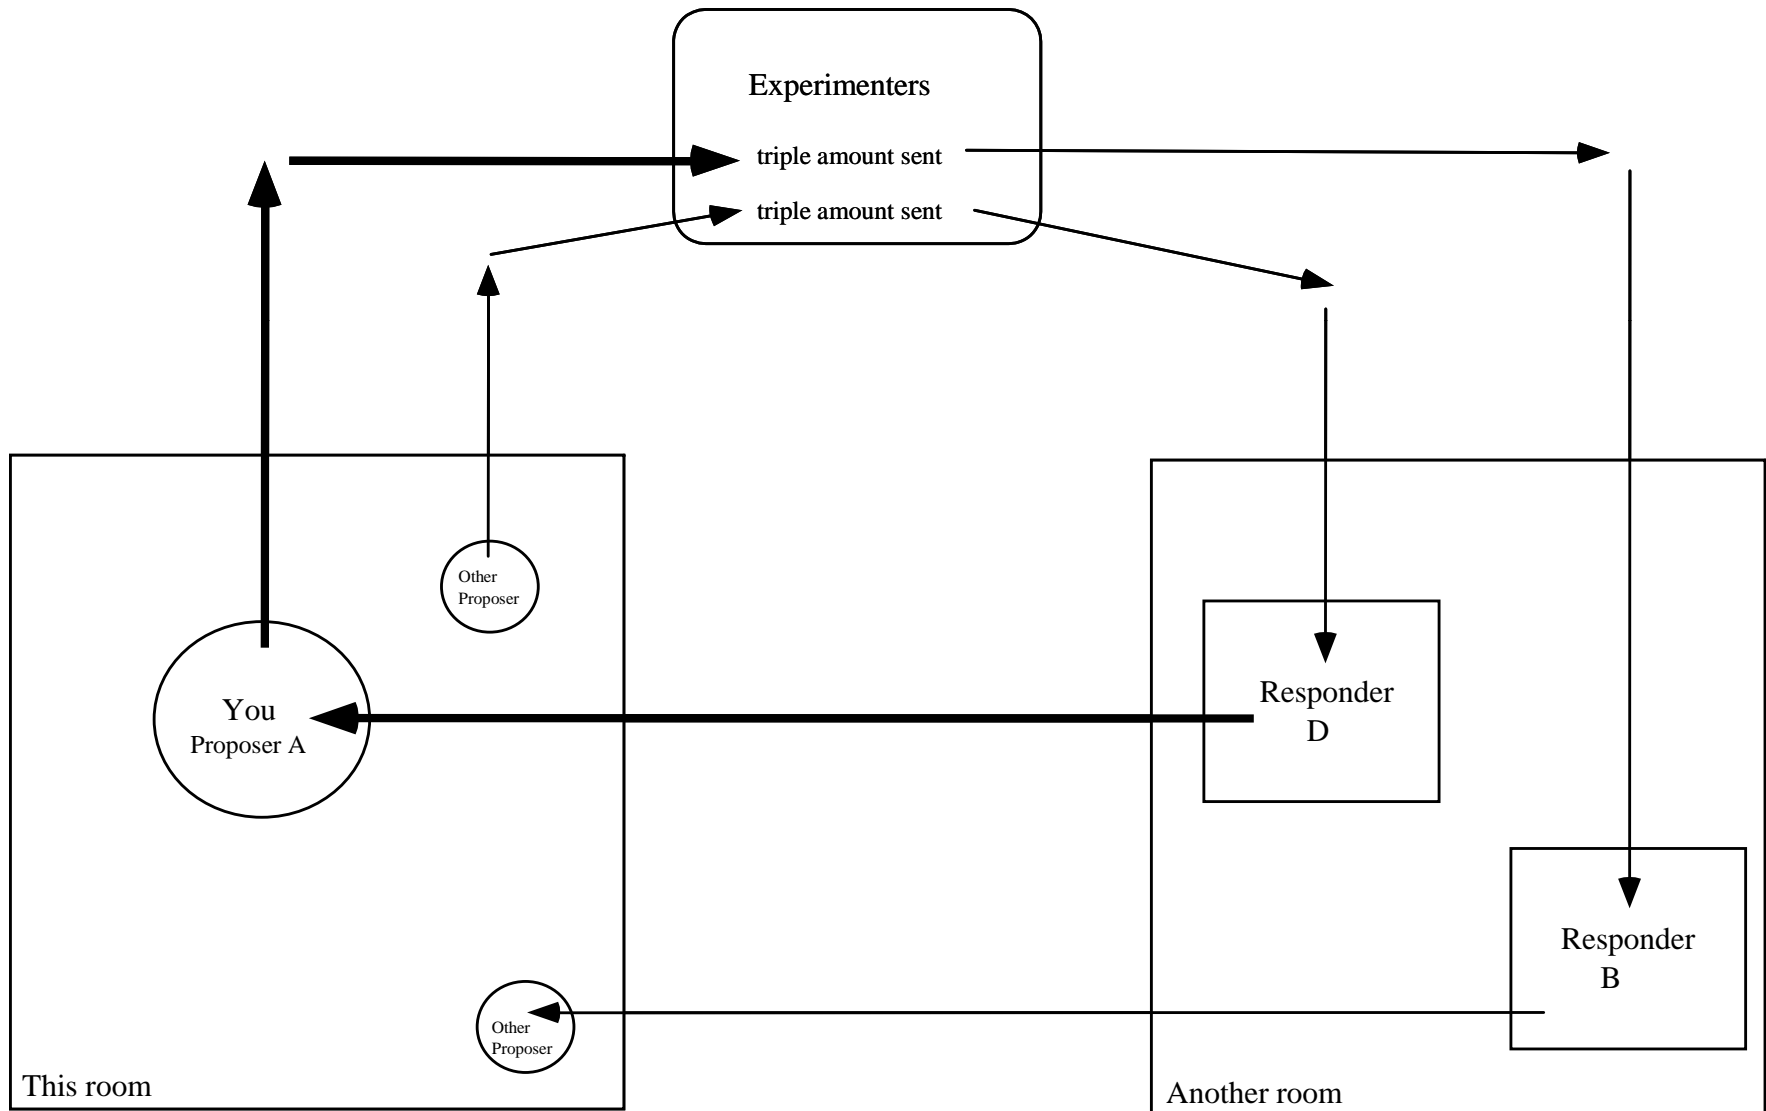 Experimenters
triple amount sent
triple amount sent
Other
Proposer
You
Proposer A
Responder
D
Responder
B
Other
Proposer
This room
Another room